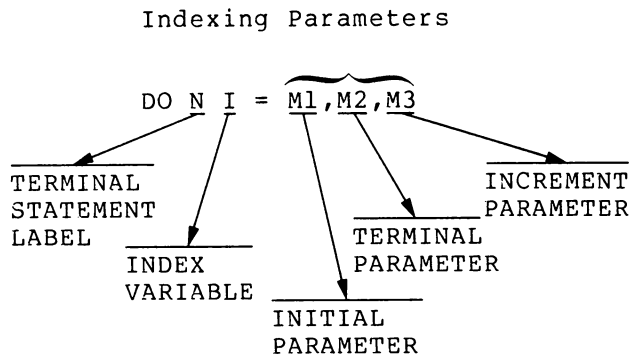 Indexing Parameters
DO N I = M1,M2,M3
TERMINAL
STATEMENT
LABEL
INDEX
VARIABLE
INITIAL
PARAMETER
TERMINAL
PARAMETER
INCREMENT
PARAMETER